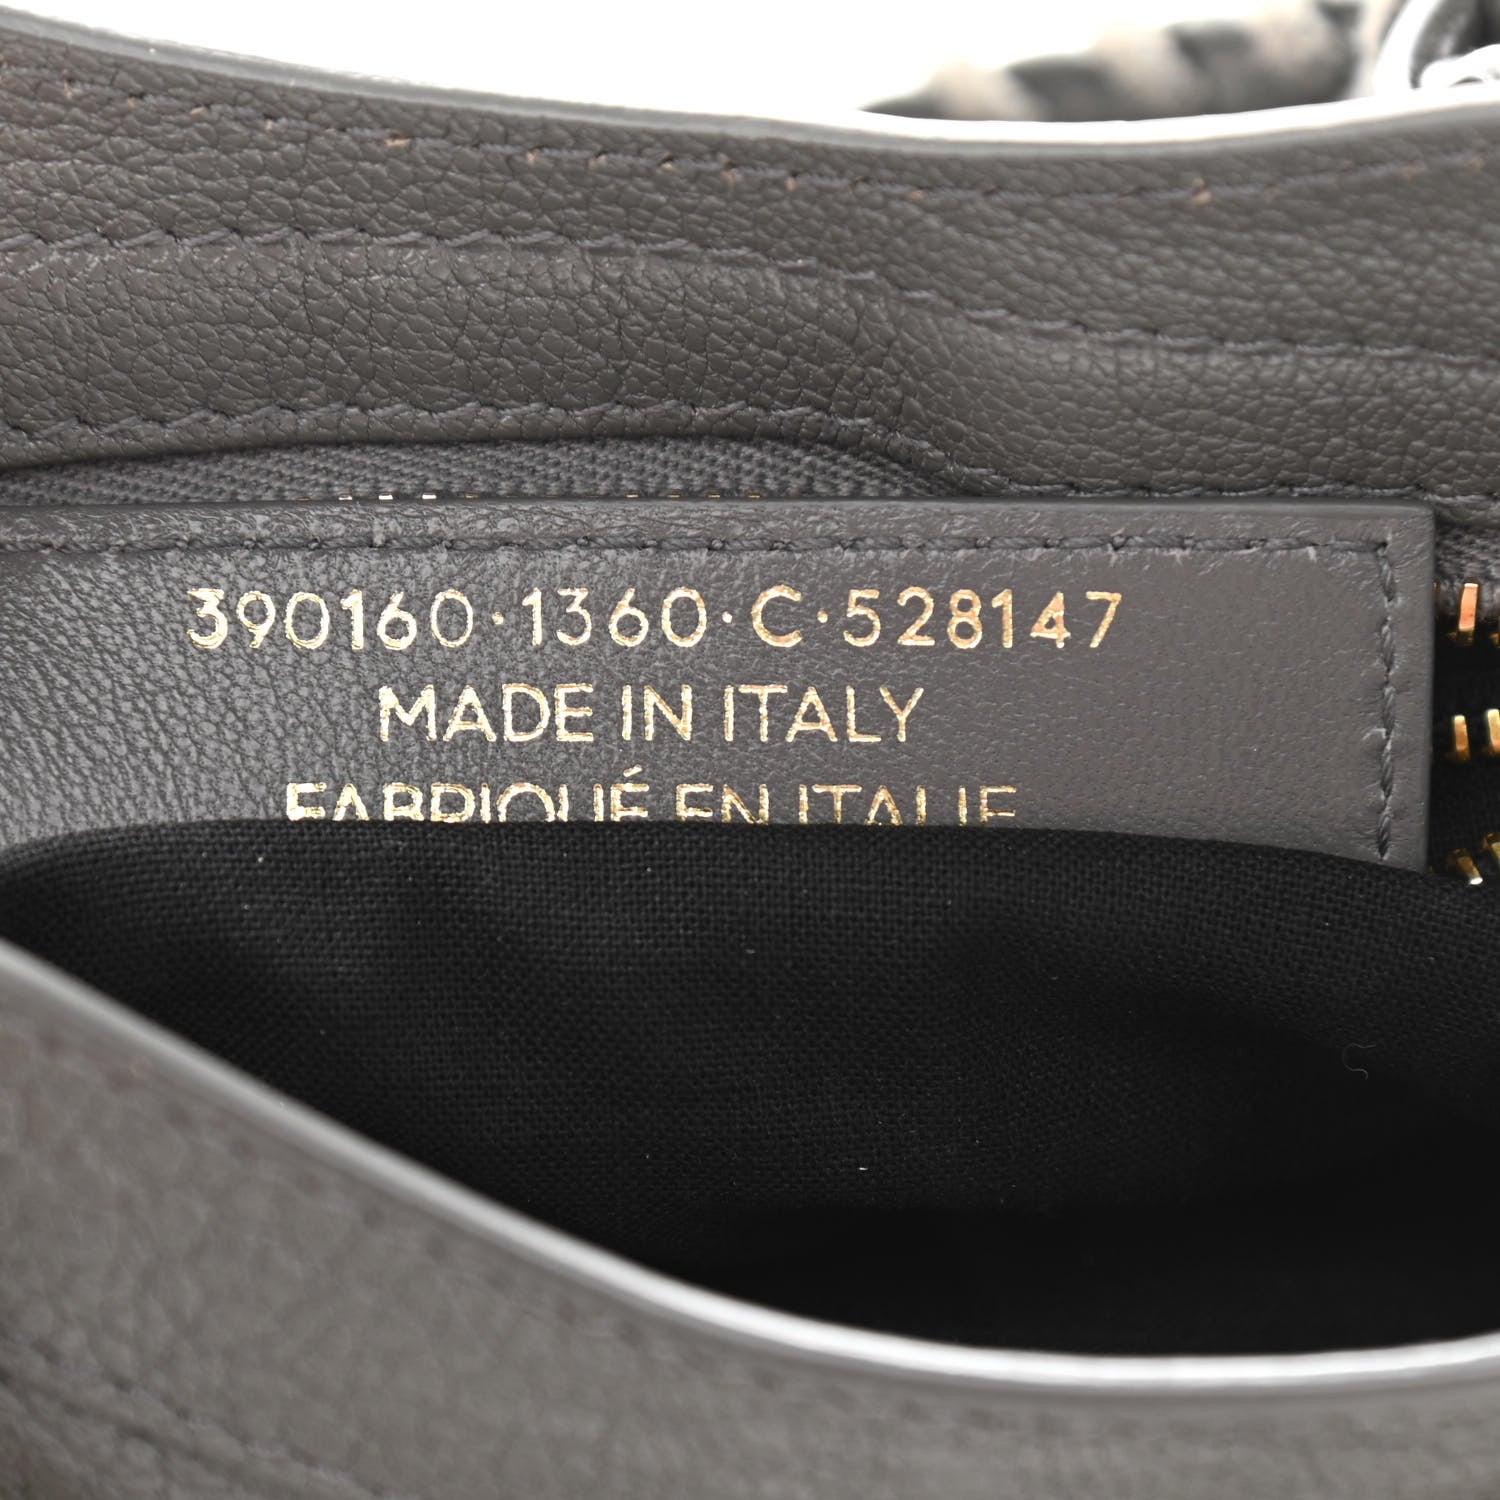 390160·1360·C·528147
MADE IN ITALY
FABRIQUÉ EN ITALIE